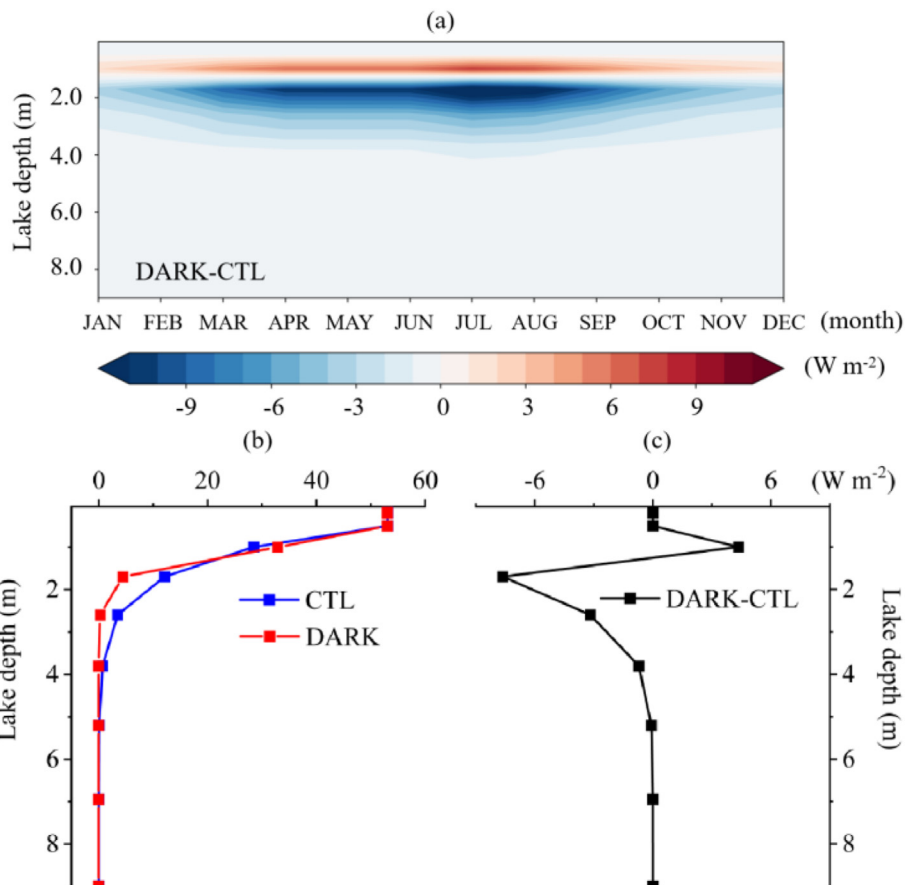 (a)
Lake depth (m)
2.0
4.0
6.0
8.0
DARK-CTL
JAN FEB MAR APR MAY JUN JUL AUG SEP OCT NOV DEC (month)
(W m-2)
-9 -6 -3 0 3 6 9
(b)
0 20 40 60
Lake depth (m)
2
4
6
8
CTL
DARK
(c)
-6 0 6 (W m-2)
DARK-CTL
2
4
6
8
Lake depth (m)